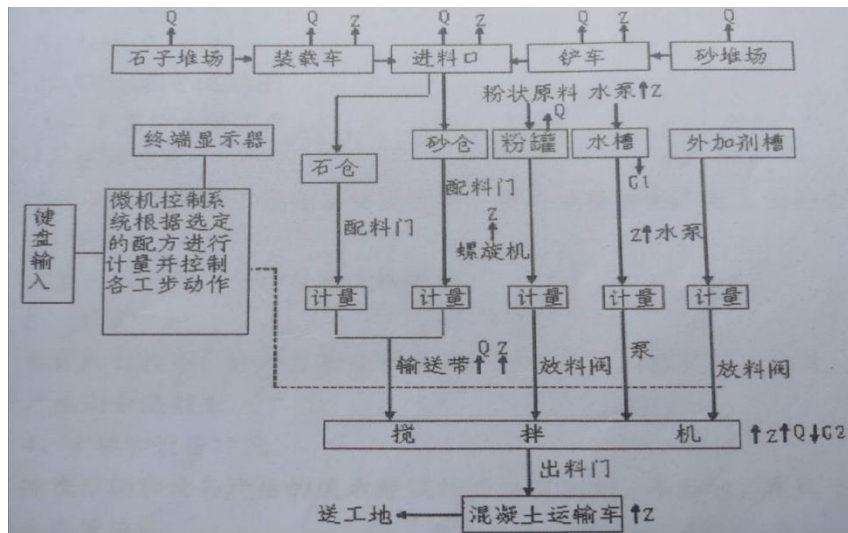 Q Q Z Q Z Q Z Q
石子堆场 装载车 进料口 铲车 砂堆场
粉状原料 水泵 Z
Q
终端显示器 石仓 砂仓 粉罐 水槽 外加剂槽
G1
键盘输入
微机控制系
统根据选定
的配方进行
计量并控制
各工步动作
配料门 配料门
Z
螺旋机 Z 水泵
计量 计量 计量 计量 计量
输送带 Q Z 放料阀 泵 放料阀
搅 拌 机 Z Q G2
出料门
送工地 混凝土运输车 Z